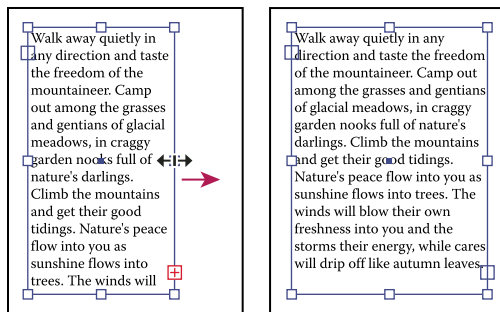 Walk away quietly in
any direction and taste
the freedom of the
mountaineer. Camp
out among the grasses
and gentians of glacial
meadows, in craggy
garden nooks full of
nature's darlings.
Climb the mountains
and get their good
tidings. Nature's peace
flow into you as
sunshine flows into
trees. The winds will
Walk away quietly in any
direction and taste the freedom
of the mountaineer. Camp out
among the grasses and gentians
of glacial meadows, in craggy
garden nooks full of nature's
darlings. Climb the mountains
and get their good tidings.
Nature's peace flow into you as
sunshine flows into trees. The
winds will blow their own
freshness into you and the
storms their energy, while cares
will drip off like autumn leaves.